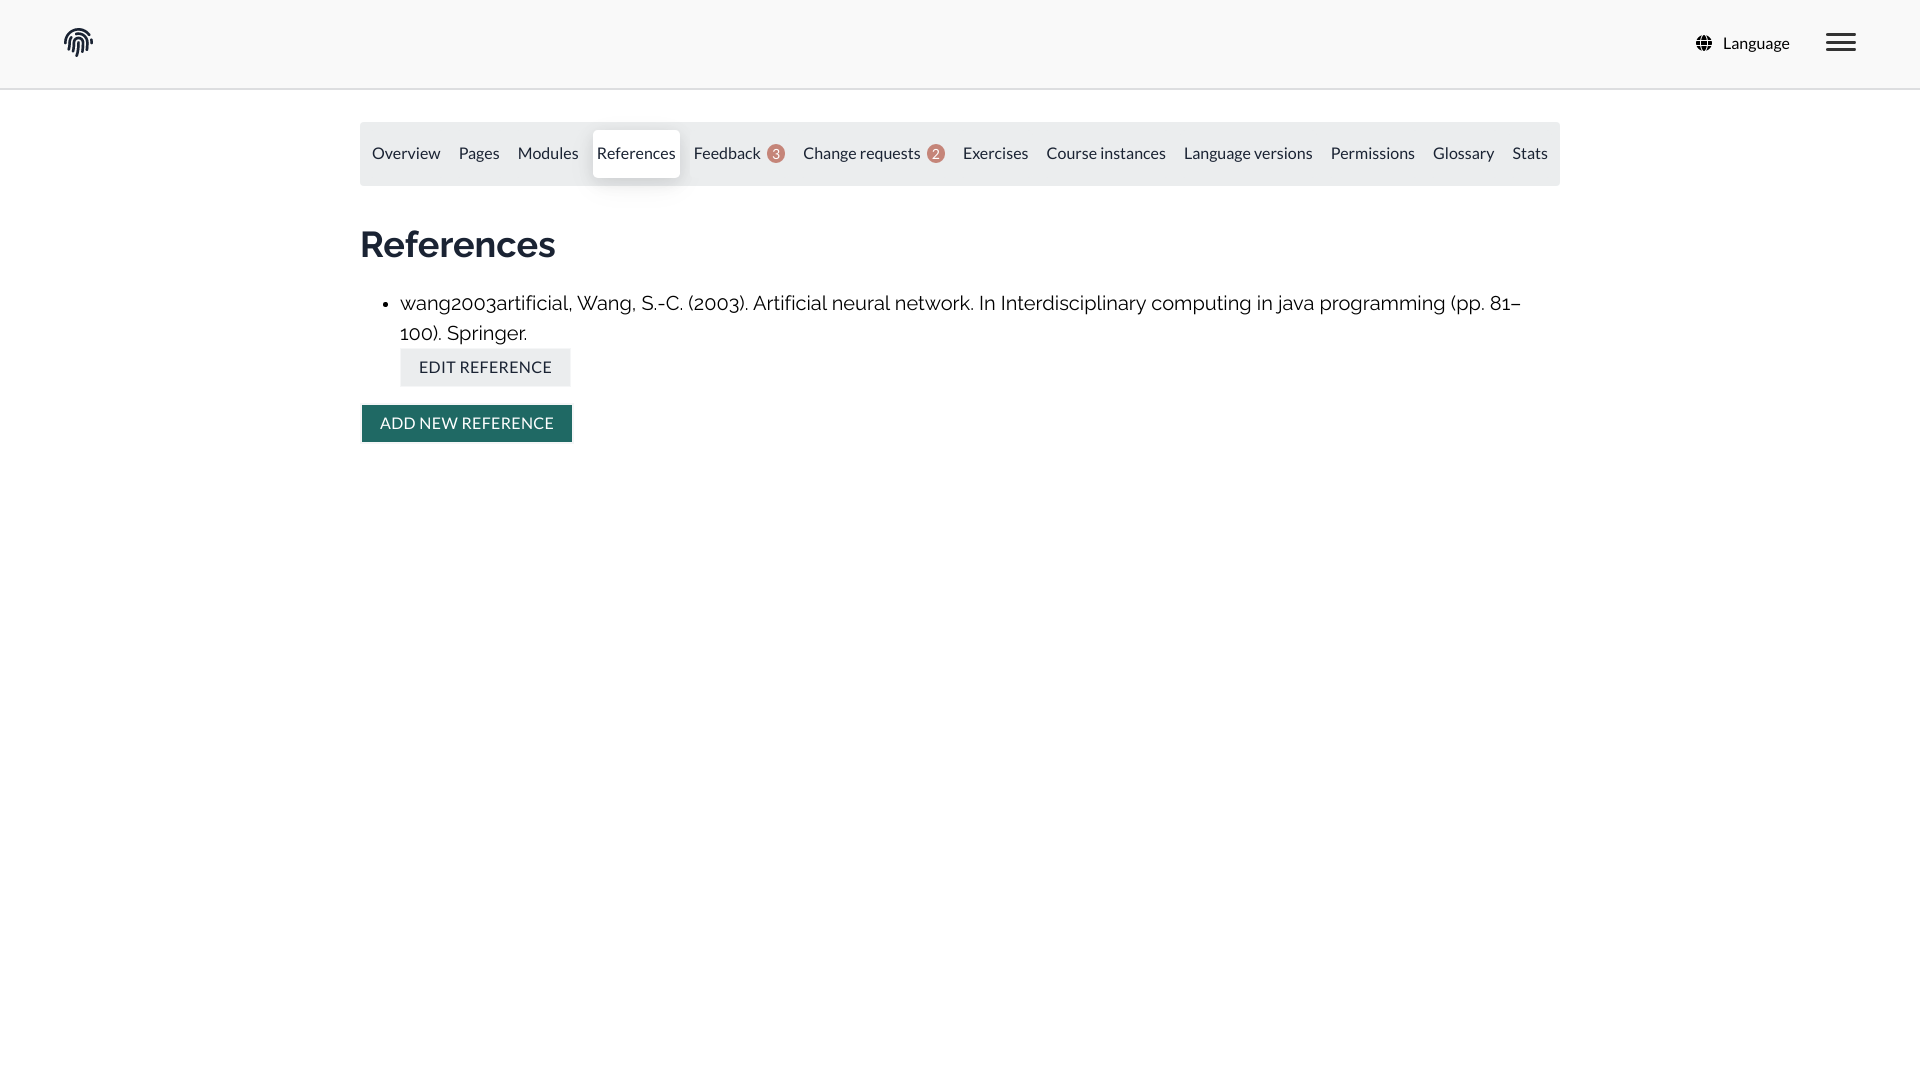 Language
Overview Pages Modules References Feedback 3 Change requests 2 Exercises Course instances Language versions Permissions Glossary Stats
References
• wang2003artificial, Wang, S.-C. (2003). Artificial neural network. In Interdisciplinary computing in java programming (pp. 81–
100). Springer.
EDIT REFERENCE
ADD NEW REFERENCE